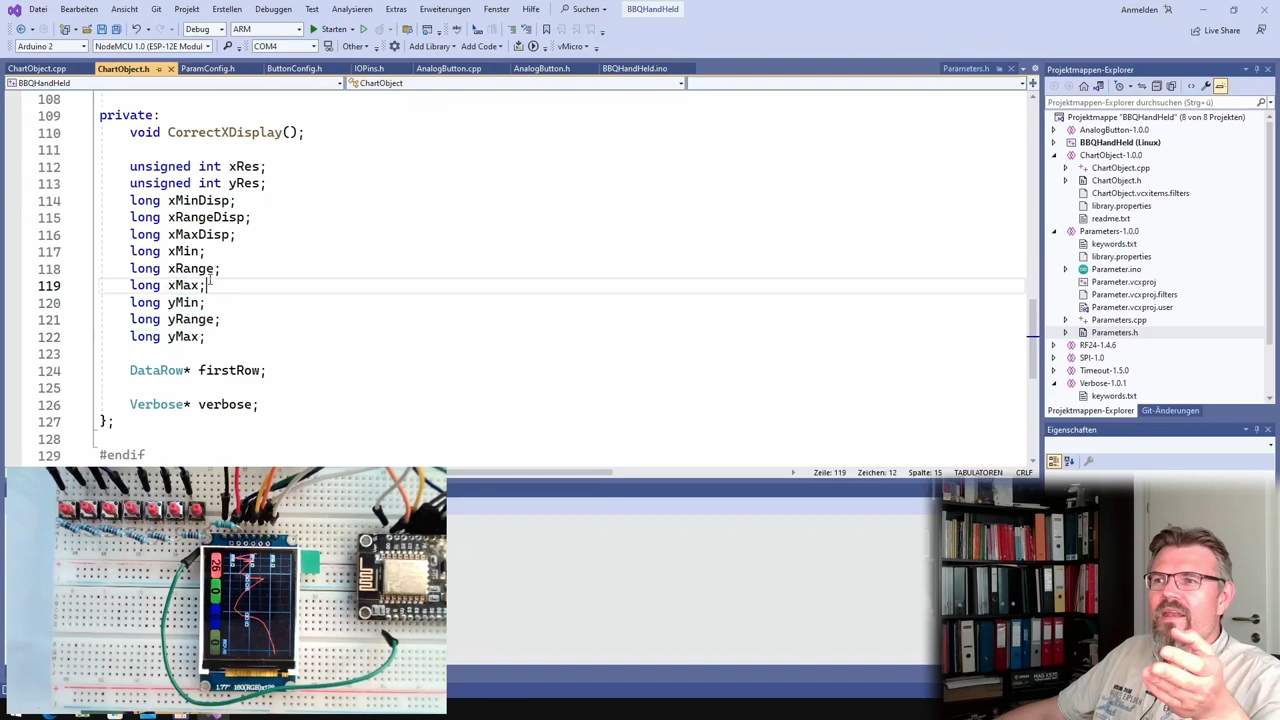 Datei Bearbeiten Ansicht Git Projekt Erstellen Debuggen Test Analysieren Extras Erweiterungen Fenster Hilfe Suchen BBQHandHeld Anmelden
Debug ARM Starten Live Share
Arduino 2 NodeMCU 1.0 (ESP-12E Modul) COM4 Other Add Library Add Code vMicro
ChartObject.cpp ChartObject.h ParamConfig.h ButtonConfig.h IOPins.h AnalogButton.cpp AnalogButton.h BBQHandHeld.ino Parameters.h
BBQHandHeld ChartObject
108
109 private:
110 void CorrectXDisplay();
111
112 unsigned int xRes;
113 unsigned int yRes;
114 long xMinDisp;
115 long xRangeDisp;
116 long xMaxDisp;
117 long xMin;
118 long xRange;
119 long xMax;
120 long yMin;
121 long yRange;
122 long yMax;
123
124 DataRow* firstRow;
125
126 Verbose* verbose;
127 };
128
129 #endif
Zeile: 119 Zeichen: 12 Spalte: 15 TABULATOREN CRLF
Projektmappen-Explorer
Projektmappen-Explorer durchsuchen (Strg+ü)
Projektmappe "BBQHandHeld" (8 von 8 Projekten)
AnalogButton-1.0.0
BBQHandHeld (Linux)
ChartObject-1.0.0
ChartObject.cpp
ChartObject.h
ChartObject.vcxitems.filters
library.properties
readme.txt
Parameters-1.0.0
keywords.txt
library.properties
Parameter.ino
Parameter.vcxproj
Parameter.vcxproj.filters
Parameter.vcxproj.user
Parameters.cpp
Parameters.h
RF24-1.4.6
SPI-1.0
Timeout-1.5.0
Verbose-1.0.1
keywords.txt
Projektmappen-Explorer Git-Änderungen
Eigenschaften
26
0
0